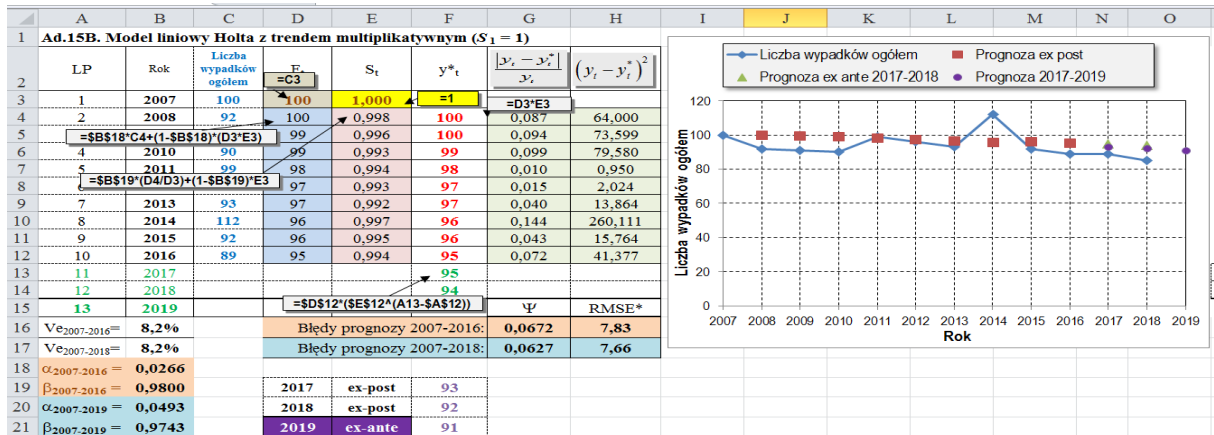 A B C D E F G H I J K L M N O
1 Ad.15B. Model liniowy Holta z trendem multiplikatywnym (S₁ = 1)
2 LP Rok Liczba wypadków ogółem Sₜ y*ₜ |yₜ − yₜ*| / yₜ (yₜ − yₜ*)²
=C3
3 1 2007 100 100 1,000 =1
=D3*E3
4 2 2008 92 100 0,998 100 0,087 64,000
=$B$18*C4+(1-$B$18)*(D3*E3)
99 0,996 100 0,094 73,599
6 4 2010 90 99 0,993 99 0,099 79,580
7 5 2011 99 98 0,994 98 0,010 0,950
=$B$19*(D4/D3)+(1-$B$19)*E3
8 97 0,993 97 0,015 2,024
9 7 2013 93 97 0,992 97 0,040 13,864
10 8 2014 112 96 0,997 96 0,144 260,111
11 9 2015 92 96 0,995 96 0,043 15,764
12 10 2016 89 95 0,994 95 0,072 41,377
13 11 2017 95
14 12 2018 94
=$D$12*($E$12^(A13-$A$12))
15 13 2019 Ψ RMSE*
16 Ve2007-2016= 8,2% Błędy prognozy 2007-2016: 0,0672 7,83
17 Ve2007-2018= 8,2% Błędy prognozy 2007-2018: 0,0627 7,66
18 α2007-2016 = 0,0266
19 β2007-2016 = 0,9800 2017 ex-post 93
20 α2007-2019 = 0,0493 2018 ex-post 92
21 β2007-2019 = 0,9743 2019 ex-ante 91
Liczba wypadków ogółem Prognoza ex post
Prognoza ex ante 2017-2018 Prognoza 2017-2019
Liczba wypadków ogółem
120
100
80
60
40
20
0
2007 2008 2009 2010 2011 2012 2013 2014 2015 2016 2017 2018 2019
Rok